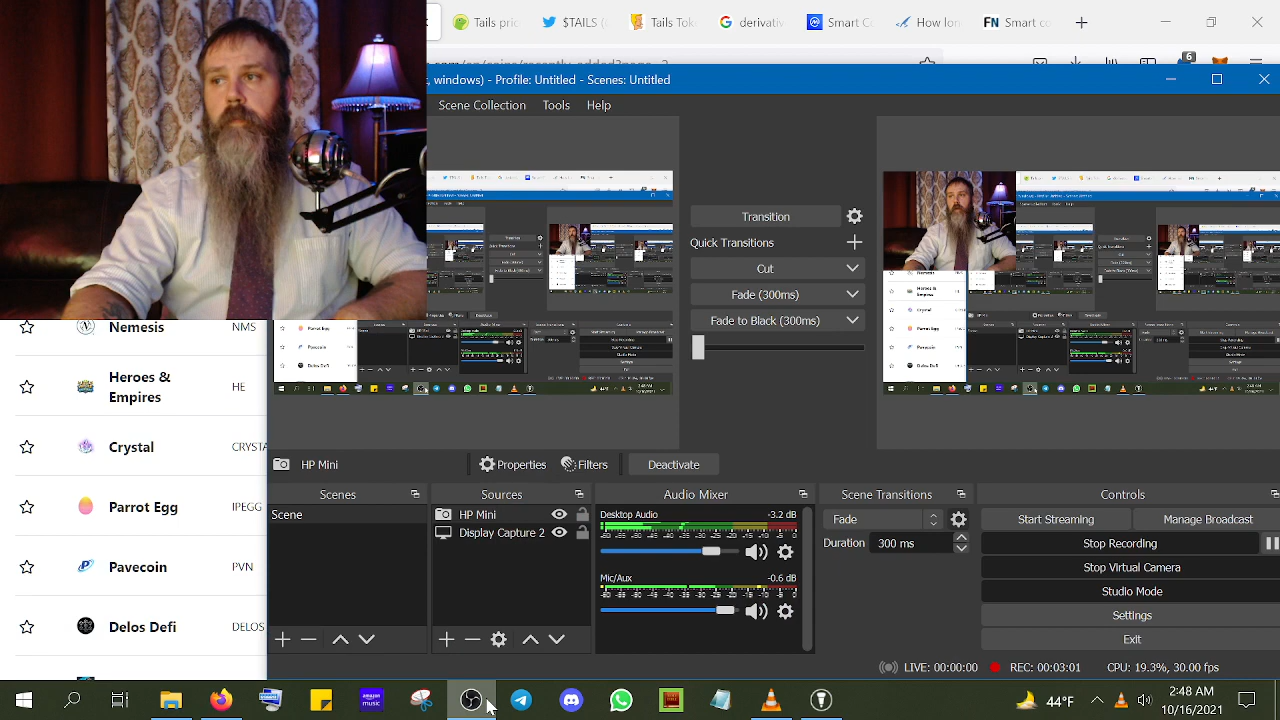 Tails pric
$TAILS (
Tails Tok
derivativ
Smart C
How lon
Smart co
6
, windows) - Profile: Untitled - Scenes: Untitled
Scene Collection Tools Help
Transition
Quick Transitions
Cut
Fade (300ms)
Fade to Black (300ms)
Nemesis NMS
Heroes &
Empires HE
Crystal CRYSTA
Parrot Egg IPEGG
Pavecoin PVN
Delos Defi DELOS
HP Mini Properties Filters Deactivate
Scenes Sources Audio Mixer Scene Transitions Controls
Scene
HP Mini
Display Capture 2
Desktop Audio -3.2 dB
Mic/Aux -0.6 dB
Fade
Duration 300 ms
Start Streaming Manage Broadcast
Stop Recording
Stop Virtual Camera
Studio Mode
Settings
Exit
LIVE: 00:00:00 REC: 00:03:01 CPU: 19.3%, 30.00 fps
amazon
music
44°F
2:48 AM
10/16/2021